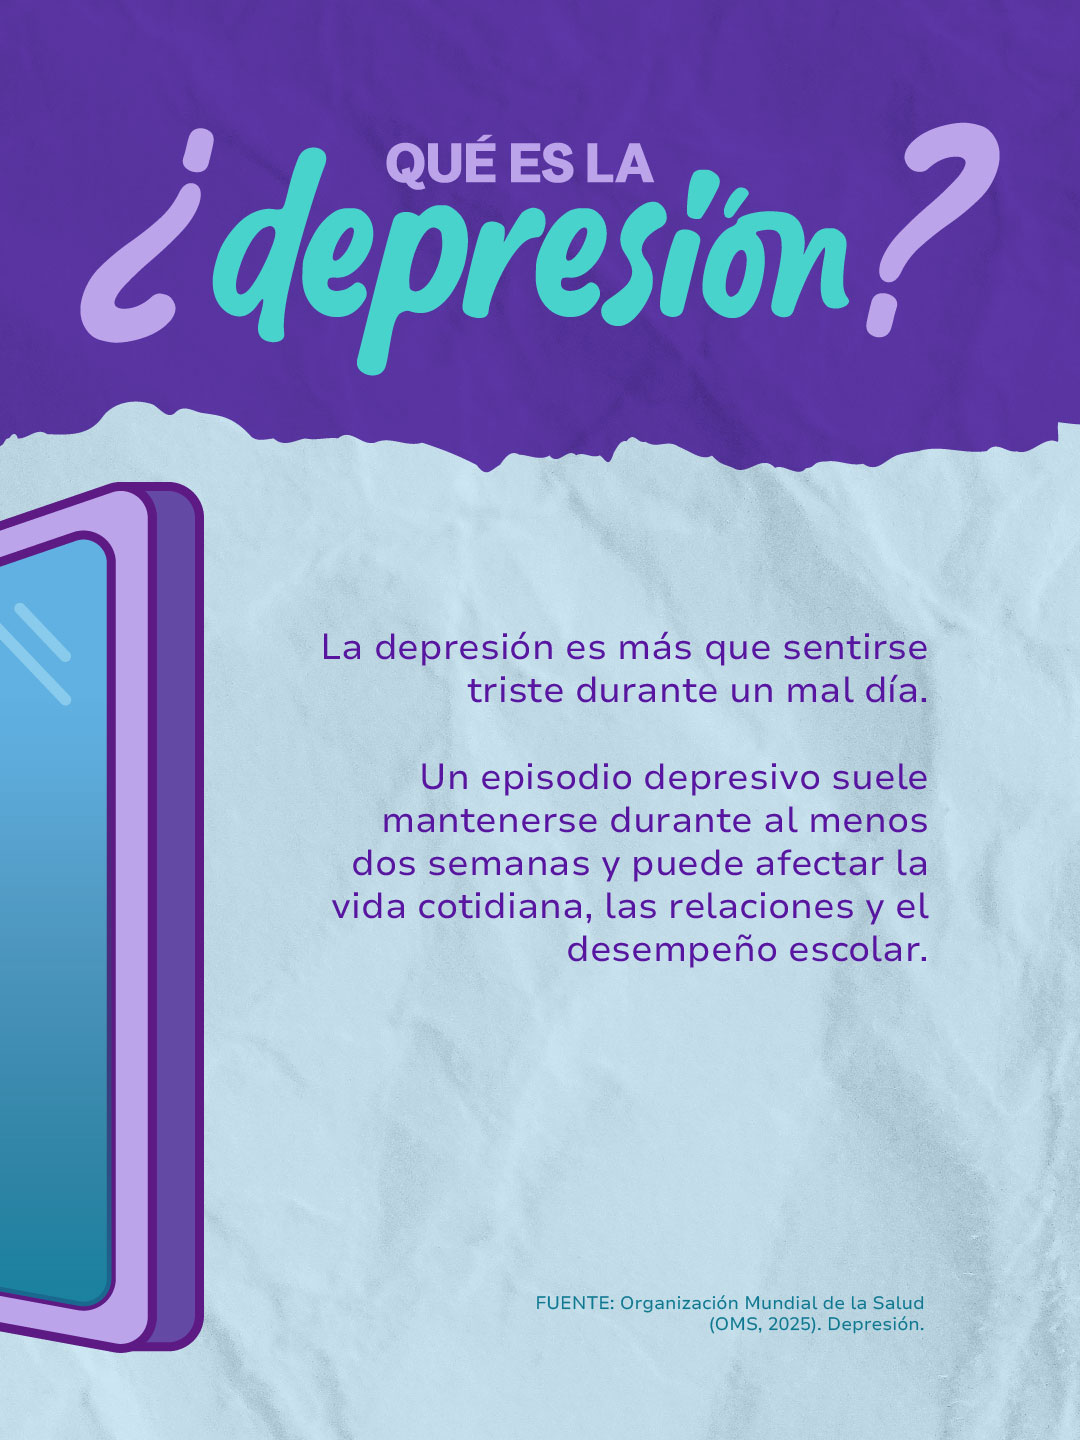 ¿QUÉ ES LA
depresión?
La depresión es más que sentirse
triste durante un mal día.
Un episodio depresivo suele
mantenerse durante al menos
dos semanas y puede afectar la
vida cotidiana, las relaciones y el
desempeño escolar.
FUENTE: Organización Mundial de la Salud
(OMS, 2025). Depresión.